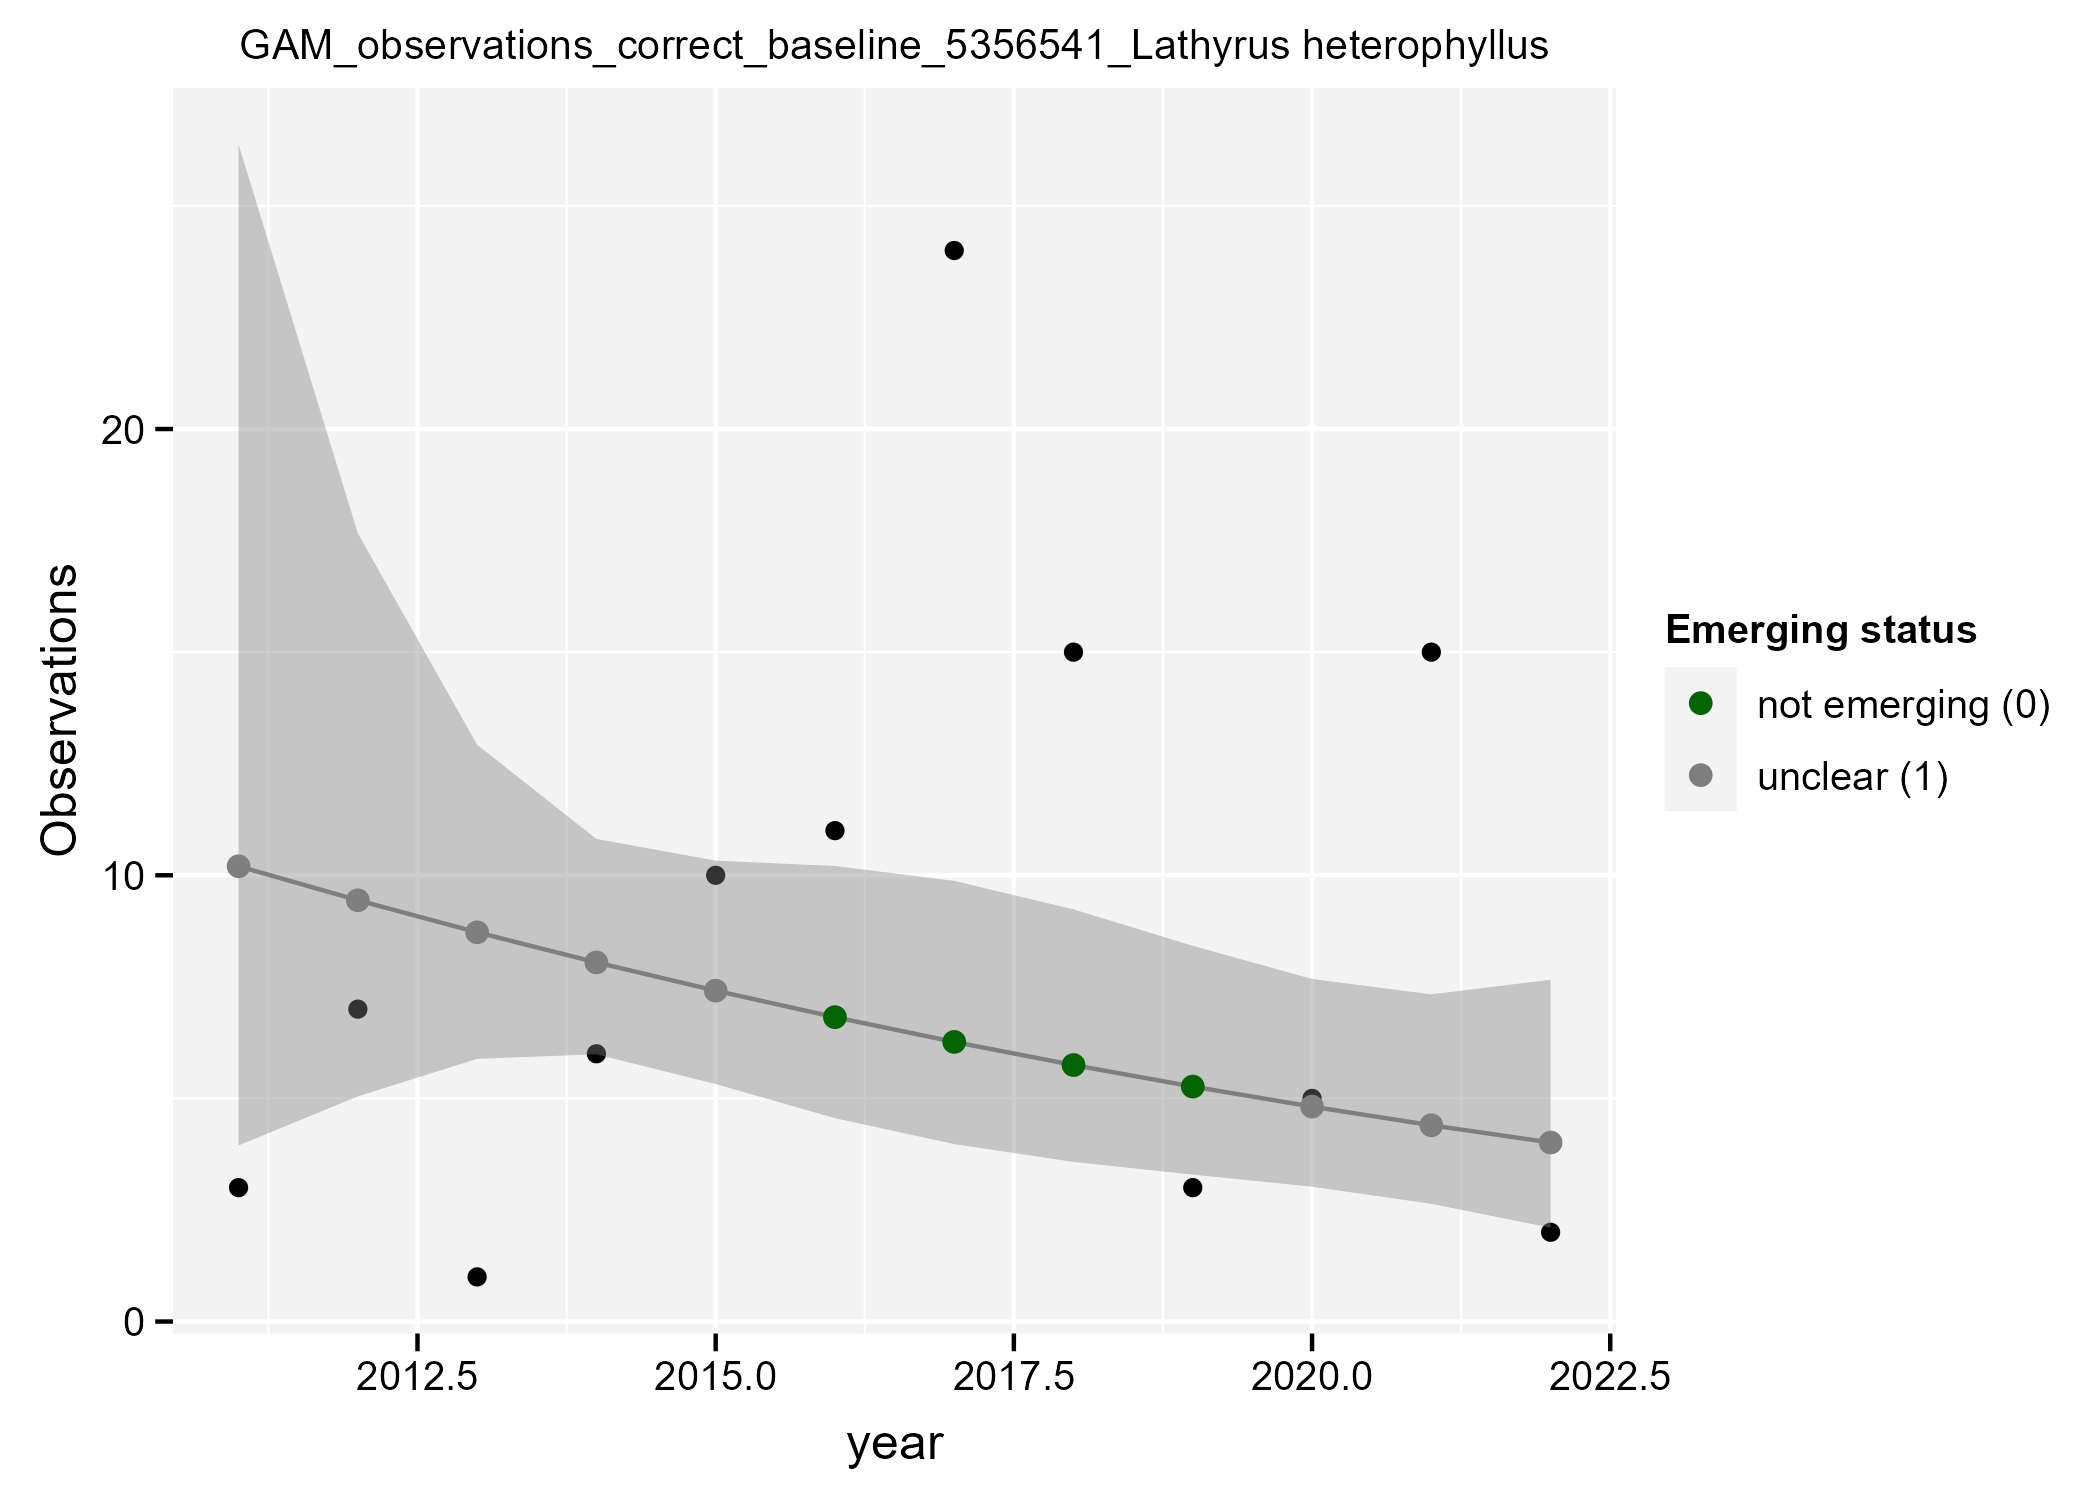 GAM_observations_correct_baseline_5356541_Lathyrus heterophyllus
Observations
20
10
0
2012.5 2015.0 2017.5 2020.0 2022.5
year
Emerging status
not emerging (0)
unclear (1)